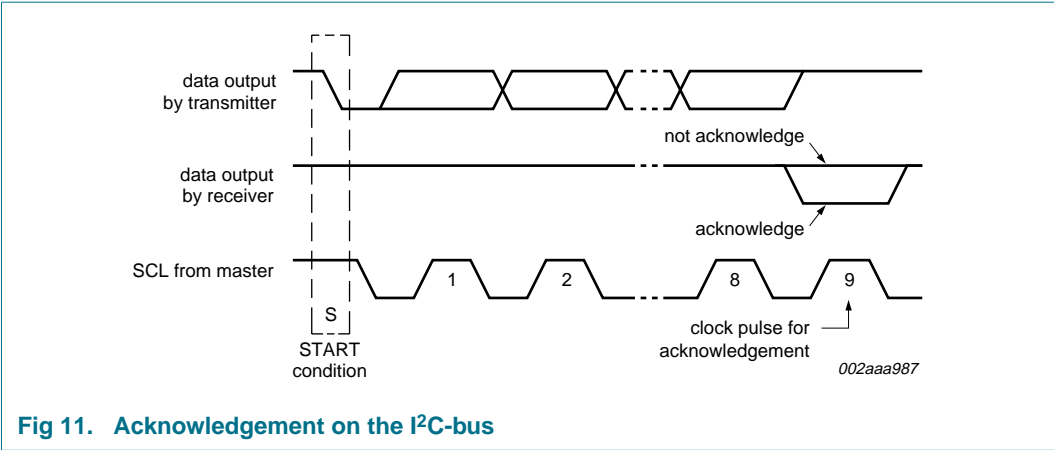 data output
by transmitter
not acknowledge
data output
by receiver
acknowledge
SCL from master
1
2
8
9
S
START
condition
clock pulse for
acknowledgement
002aaa987
Fig 11. Acknowledgement on the I²C-bus